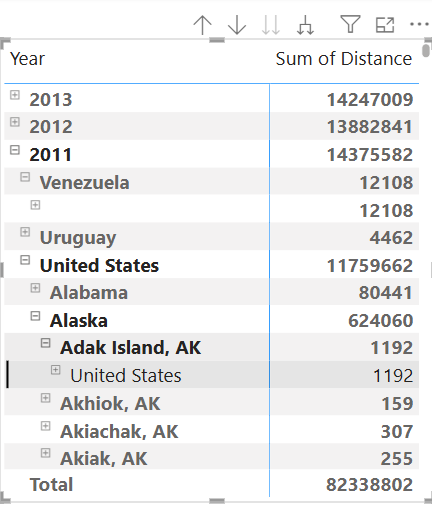 Year Sum of Distance
2013 14247009
2012 13882841
2011 14375582
Venezuela 12108
12108
Uruguay 4462
United States 11759662
Alabama 80441
Alaska 624060
Adak Island, AK 1192
United States 1192
Akhiok, AK 159
Akiachak, AK 307
Akiak, AK 255
Total 82338802